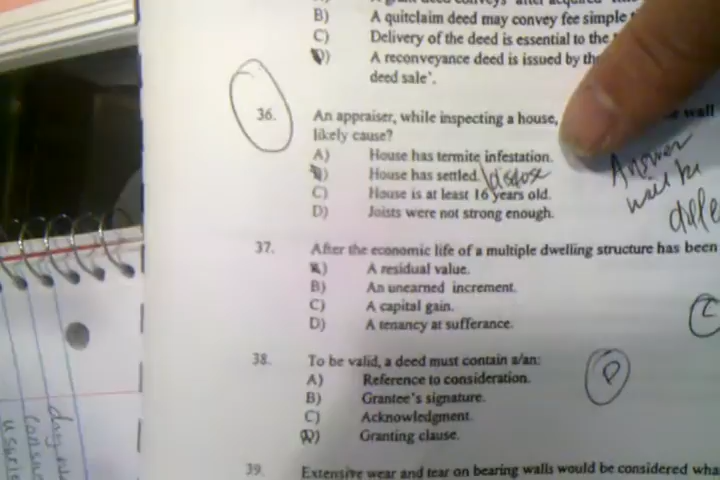 B) A quitclaim deed may convey fee simple
C) Delivery of the deed is essential to the
D) A reconveyance deed is issued by th
deed sale'.
36. An appraiser, while inspecting a house, wall
likely cause?
A) House has termite infestation.
B) House has settled. disclose
C) House is at least 16 years old.
D) Joists were not strong enough.
Answer
will be
diffe
37. After the economic life of a multiple dwelling structure has been
A) A residual value.
B) An unearned increment.
C) A capital gain.
D) A tenancy at sufferance.
C
38. To be valid, a deed must contain a/an:
A) Reference to consideration.
B) Grantee's signature.
C) Acknowledgment.
D) Granting clause.
D
39. Extensive wear and tear on bearing walls would be considered wha